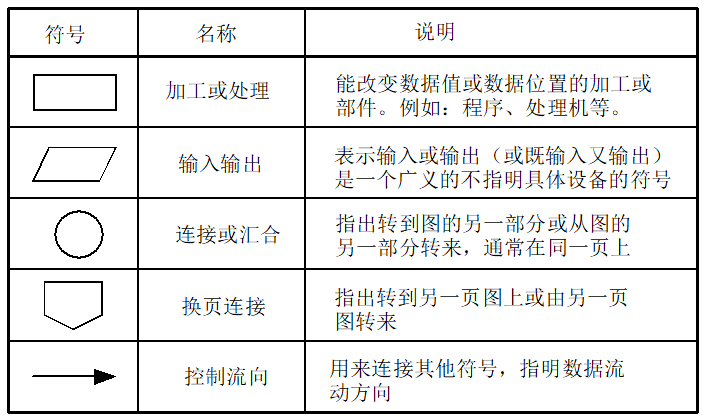 符号 名称 说明
加工或处理
能改变数据值或数据位置的加工或
部件。例如：程序、处理机等。
输入输出
表示输入或输出（或既输入又输出）
是一个广义的不指明具体设备的符号
连接或汇合
指出转到图的另一部分或从图的
另一部分转来，通常在同一页上
换页连接
指出转到另一页图上或由另一页
图转来
控制流向
用来连接其他符号，指明数据流
动方向